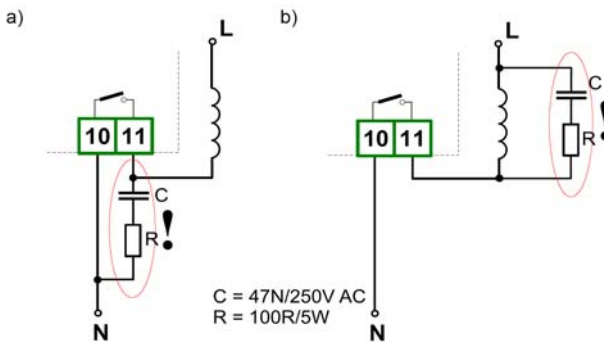 a)
L
10 11
C
R
!
N
b)
L
C
R
!
10 11
N
C = 47N/250V AC
R = 100R/5W